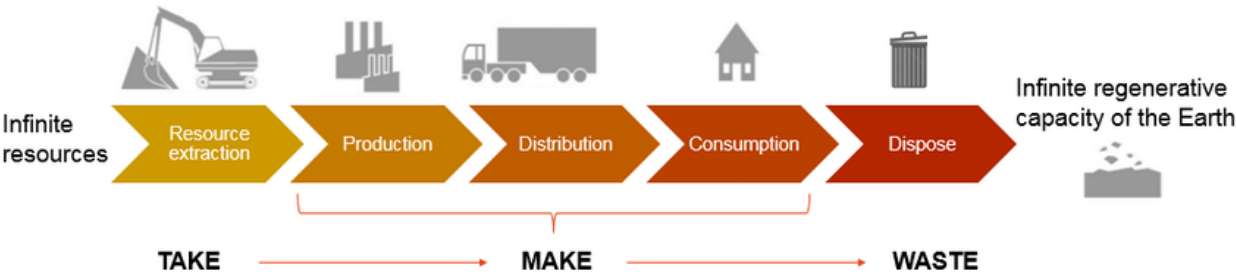 Infinite
resources
Resource
extraction
Production
Distribution
Consumption
Dispose
Infinite regenerative
capacity of the Earth
TAKE
MAKE
WASTE